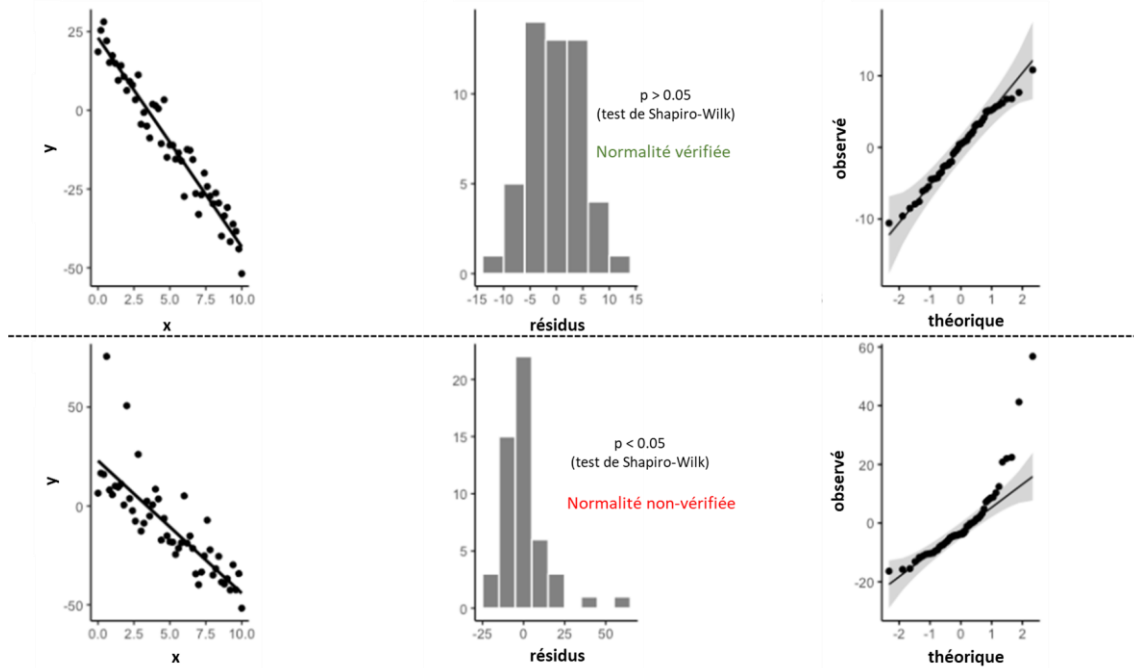 25
0
-25
-50
y
0.0 2.5 5.0 7.5 10.0
x
10
5
0
-15 -10 -5 0 5 10 15
résidus
p > 0.05
(test de Shapiro-Wilk)
Normalité vérifiée
10
0
-10
observé
-2 -1 0 1 2
théorique
50
0
-50
y
0.0 2.5 5.0 7.5 10.0
x
20
15
10
5
0
-25 0 25 50
résidus
p < 0.05
(test de Shapiro-Wilk)
Normalité non-vérifiée
60
40
20
0
-20
observé
-2 -1 0 1 2
théorique